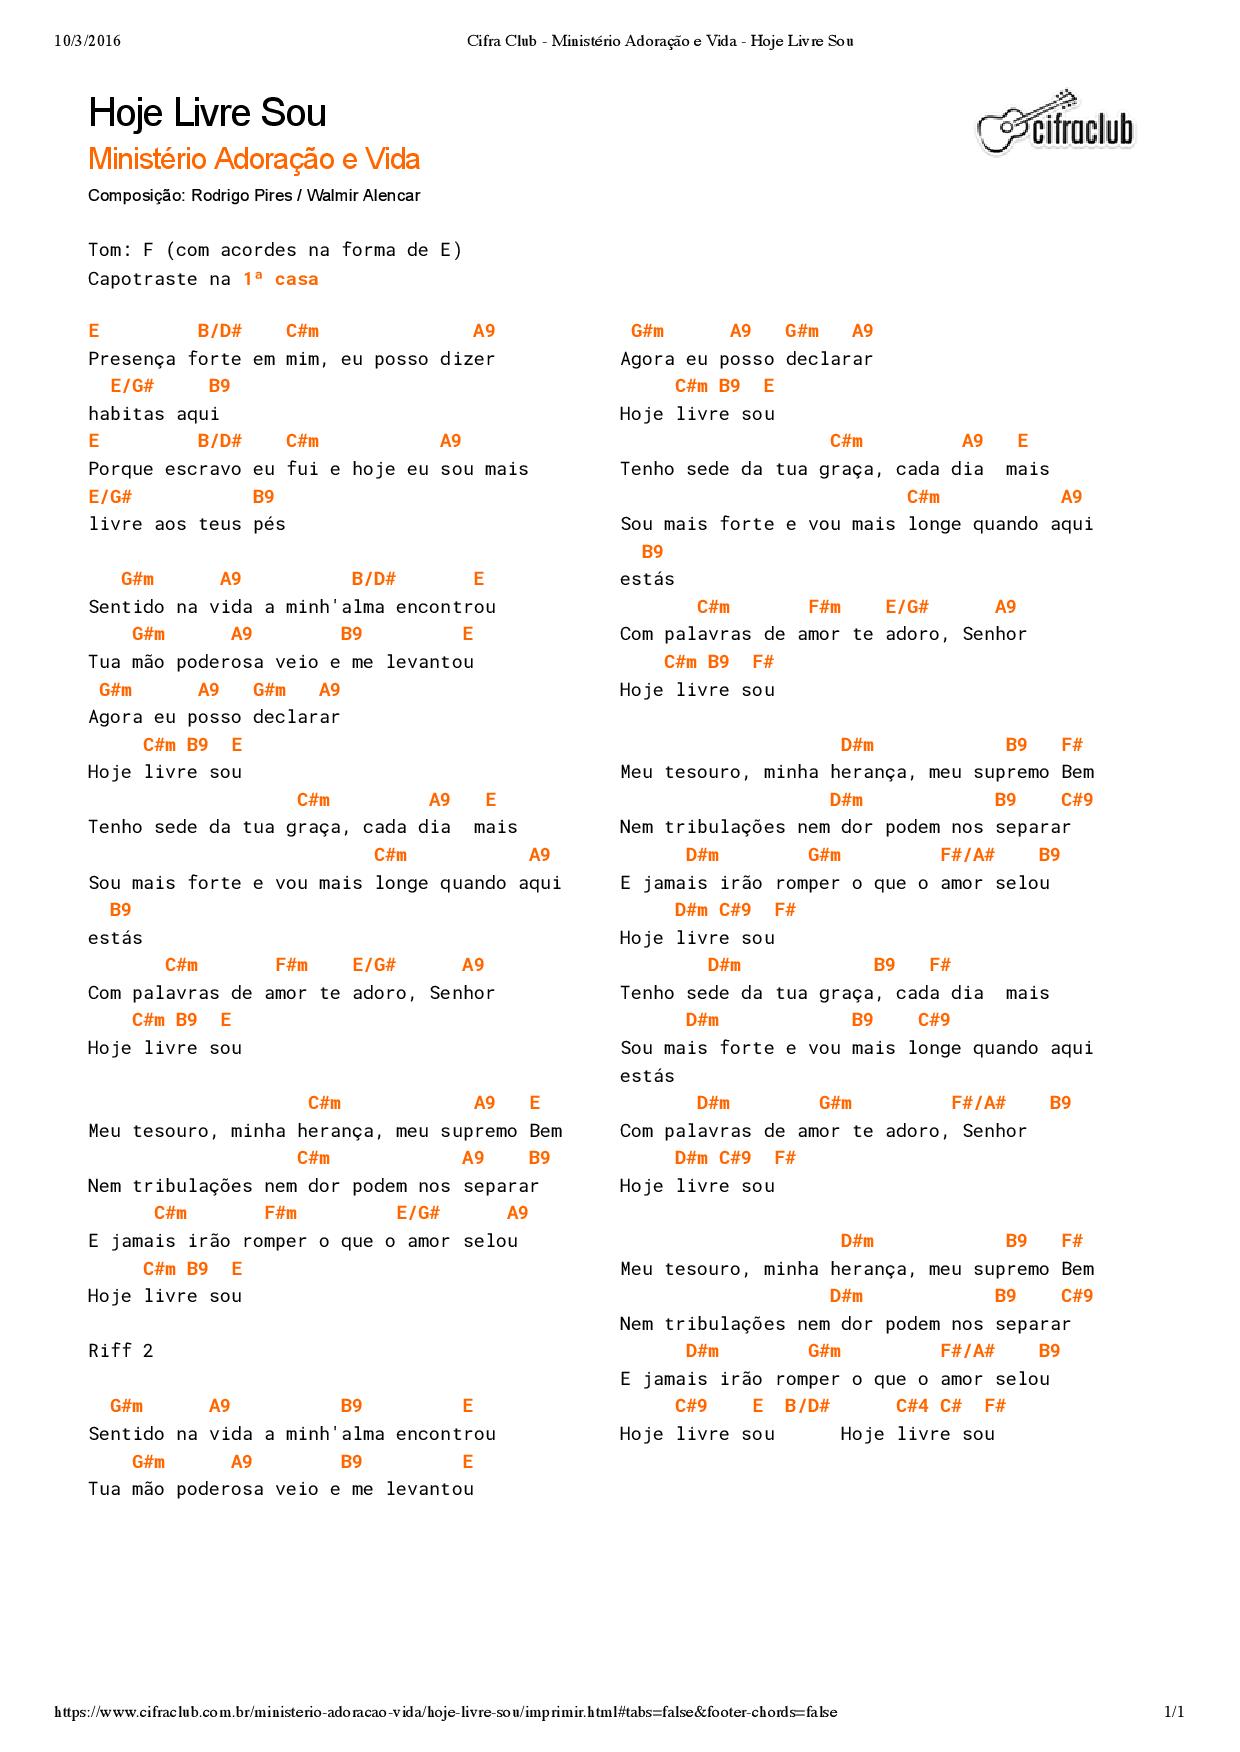 10/3/2016 Cifra Club - Ministério Adoração e Vida - Hoje Livre Sou
Hoje Livre Sou
cifraclub
Ministério Adoração e Vida
Composição: Rodrigo Pires / Walmir Alencar
Tom: F (com acordes na forma de E)
Capotraste na 1ª casa
E B/D# C#m A9
Presença forte em mim, eu posso dizer
E/G# B9
habitas aqui
E B/D# C#m A9
Porque escravo eu fui e hoje eu sou mais
E/G# B9
livre aos teus pés
G#m A9 B/D# E
Sentido na vida a minh'alma encontrou
G#m A9 B9 E
Tua mão poderosa veio e me levantou
G#m A9 G#m A9
Agora eu posso declarar
C#m B9 E
Hoje livre sou
C#m A9 E
Tenho sede da tua graça, cada dia mais
C#m A9
Sou mais forte e vou mais longe quando aqui
B9
estás
C#m F#m E/G# A9
Com palavras de amor te adoro, Senhor
C#m B9 E
Hoje livre sou
C#m A9 E
Meu tesouro, minha herança, meu supremo Bem
C#m A9 B9
Nem tribulações nem dor podem nos separar
C#m F#m E/G# A9
E jamais irão romper o que o amor selou
C#m B9 E
Hoje livre sou
Riff 2
G#m A9 B9 E
Sentido na vida a minh'alma encontrou
G#m A9 B9 E
Tua mão poderosa veio e me levantou
G#m A9 G#m A9
Agora eu posso declarar
C#m B9 E
Hoje livre sou
C#m A9 E
Tenho sede da tua graça, cada dia mais
C#m A9
Sou mais forte e vou mais longe quando aqui
B9
estás
C#m F#m E/G# A9
Com palavras de amor te adoro, Senhor
C#m B9 F#
Hoje livre sou
D#m B9 F#
Meu tesouro, minha herança, meu supremo Bem
D#m B9 C#9
Nem tribulações nem dor podem nos separar
D#m G#m F#/A# B9
E jamais irão romper o que o amor selou
D#m C#9 F#
Hoje livre sou
D#m B9 F#
Tenho sede da tua graça, cada dia mais
D#m B9 C#9
Sou mais forte e vou mais longe quando aqui
estás
D#m G#m F#/A# B9
Com palavras de amor te adoro, Senhor
D#m C#9 F#
Hoje livre sou
D#m B9 F#
Meu tesouro, minha herança, meu supremo Bem
D#m B9 C#9
Nem tribulações nem dor podem nos separar
D#m G#m F#/A# B9
E jamais irão romper o que o amor selou
C#9 E B/D# C#4 C# F#
Hoje livre sou Hoje livre sou
https://www.cifraclub.com.br/ministerio-adoracao-vida/hoje-livre-sou/imprimir.html#tabs=false&footer-chords=false 1/1